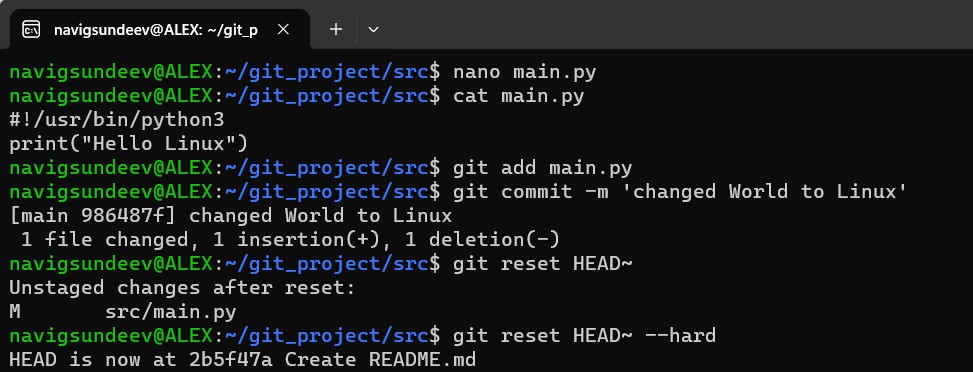 navigsundeev@ALEX: ~/git_p
navigsundeev@ALEX:~/git_project/src$ nano main.py
navigsundeev@ALEX:~/git_project/src$ cat main.py
#!/usr/bin/python3
print("Hello Linux")
navigsundeev@ALEX:~/git_project/src$ git add main.py
navigsundeev@ALEX:~/git_project/src$ git commit -m 'changed World to Linux'
[main 986487f] changed World to Linux
 1 file changed, 1 insertion(+), 1 deletion(-)
navigsundeev@ALEX:~/git_project/src$ git reset HEAD~
Unstaged changes after reset:
M       src/main.py
navigsundeev@ALEX:~/git_project/src$ git reset HEAD~ --hard
HEAD is now at 2b5f47a Create README.md